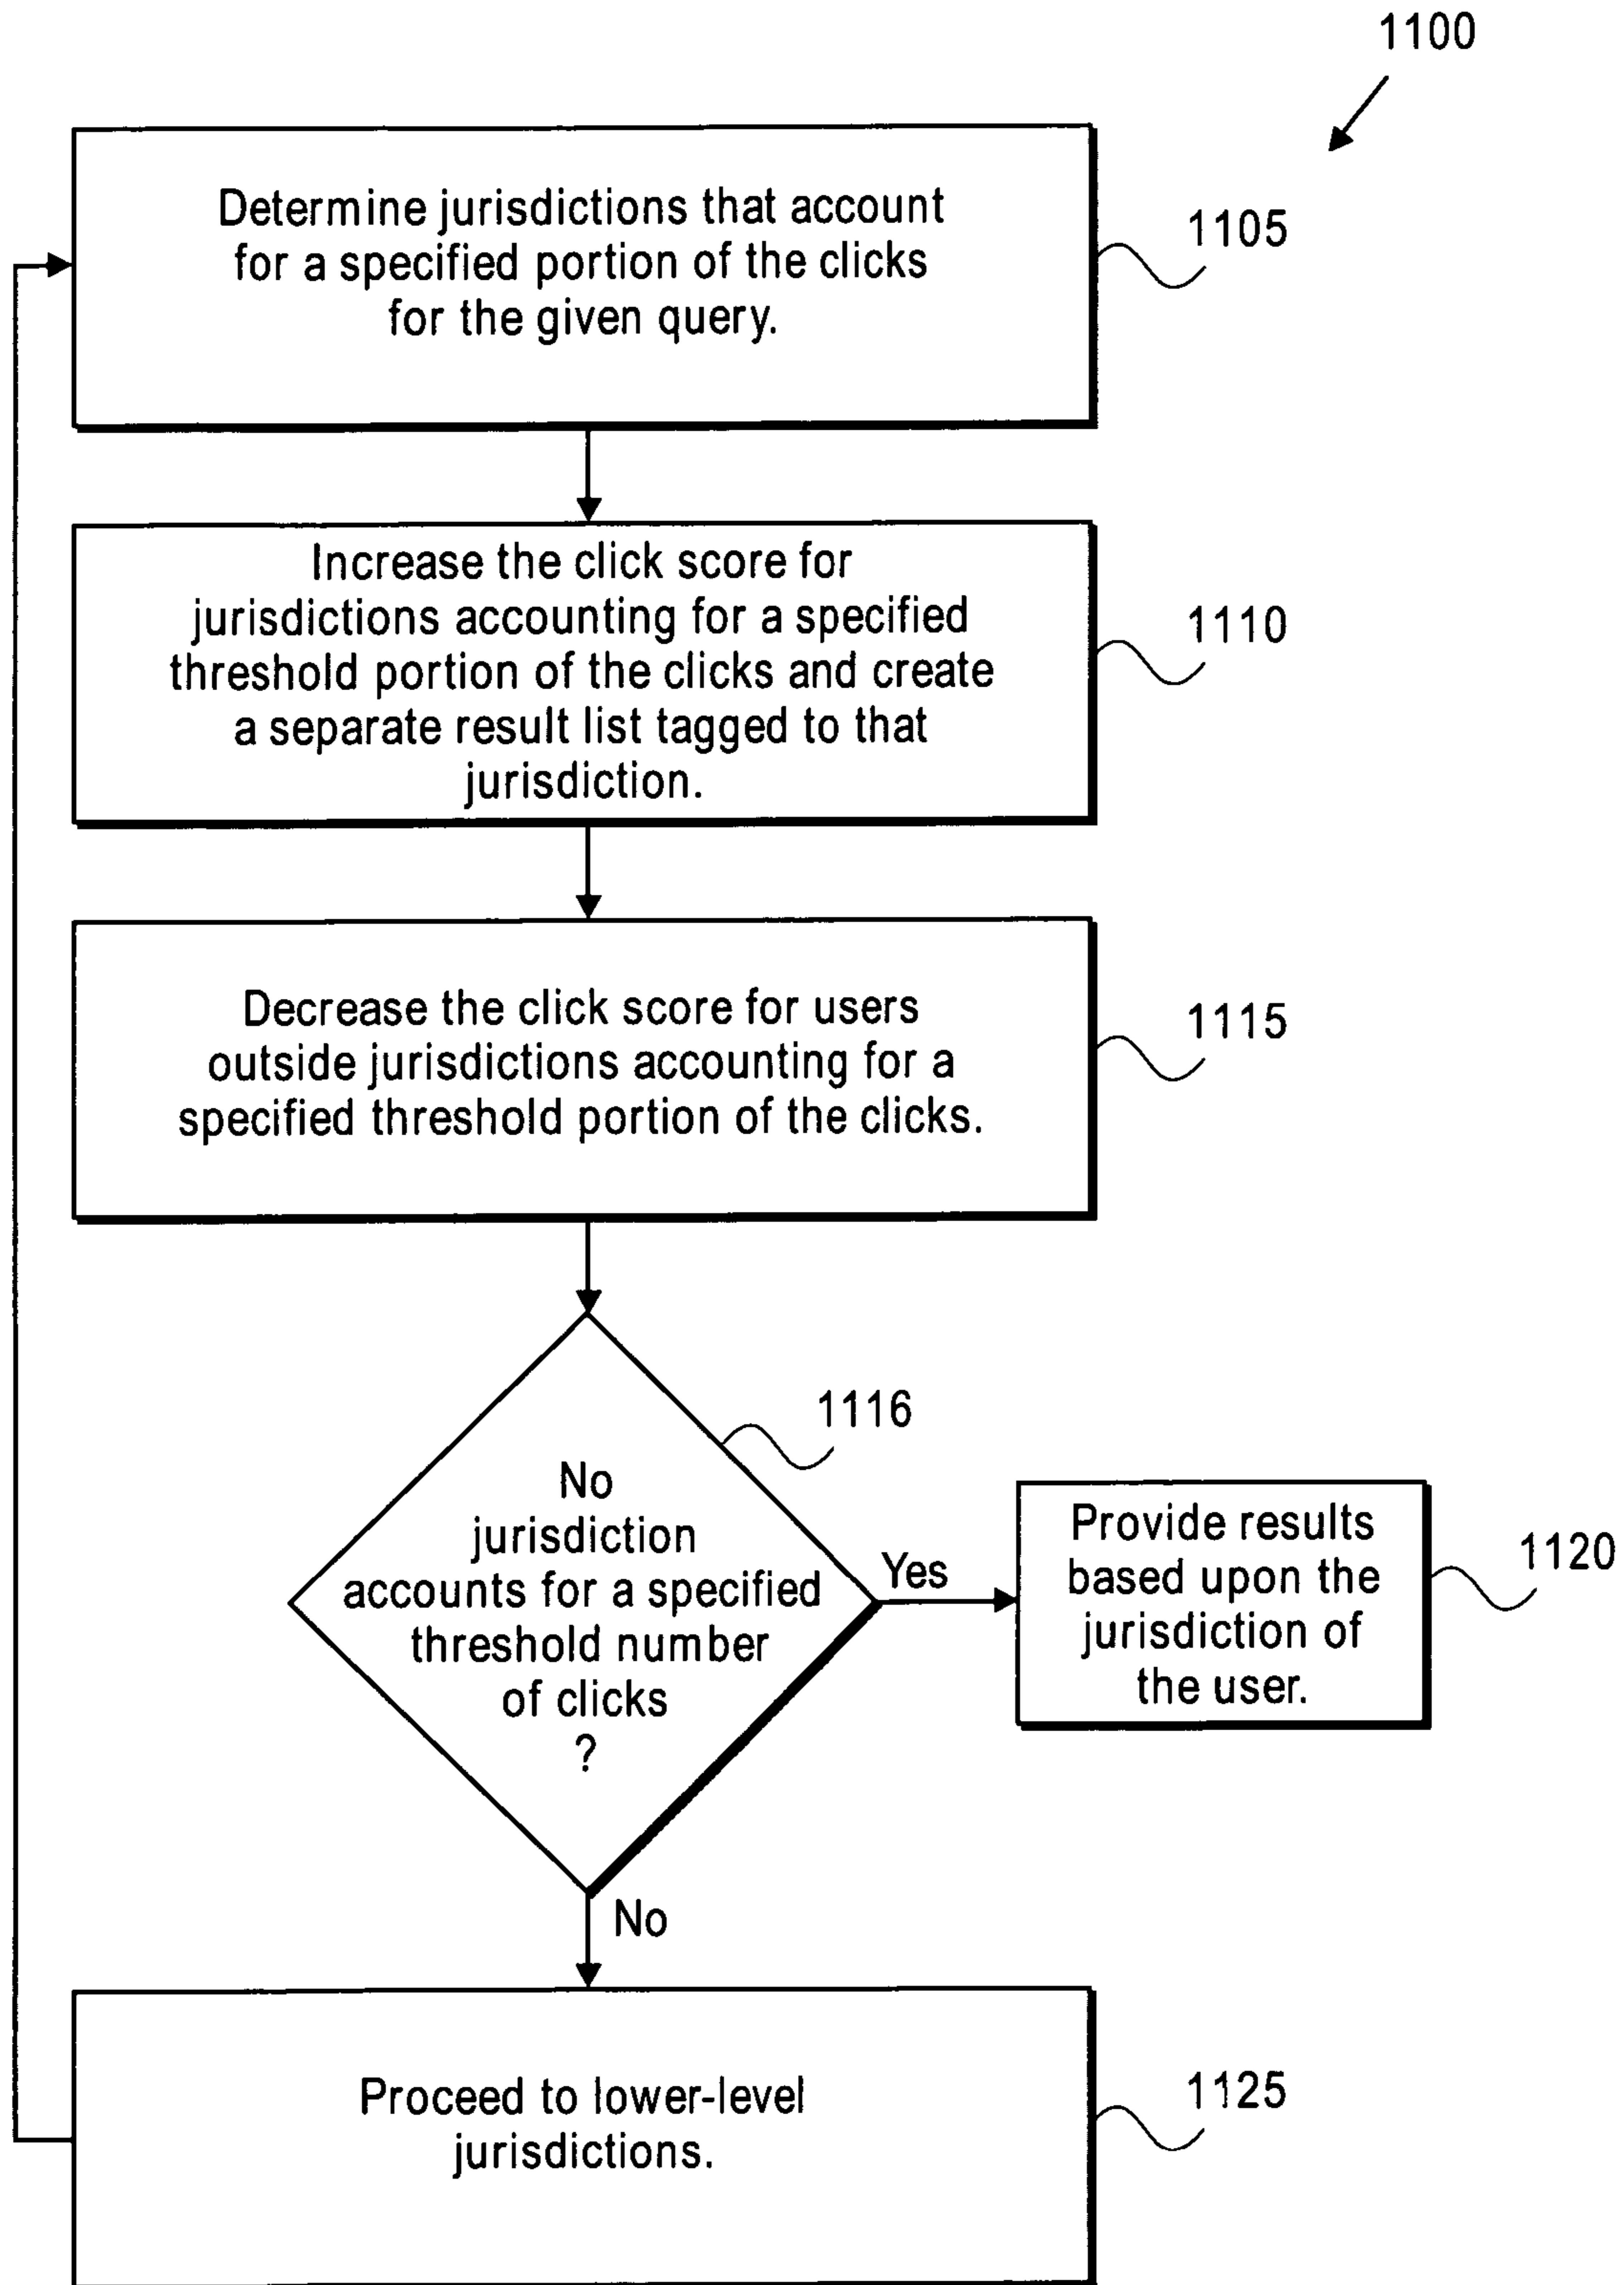 1100
Determine jurisdictions that account
for a specified portion of the clicks
for the given query.
1105
Increase the click score for
jurisdictions accounting for a specified
threshold portion of the clicks and create
a separate result list tagged to that
jurisdiction.
1110
Decrease the click score for users
outside jurisdictions accounting for a
specified threshold portion of the clicks.
1115
1116
No
jurisdiction
accounts for a specified
threshold number
of clicks
?
Yes
Provide results
based upon the
jurisdiction of
the user.
1120
No
Proceed to lower-level
jurisdictions.
1125